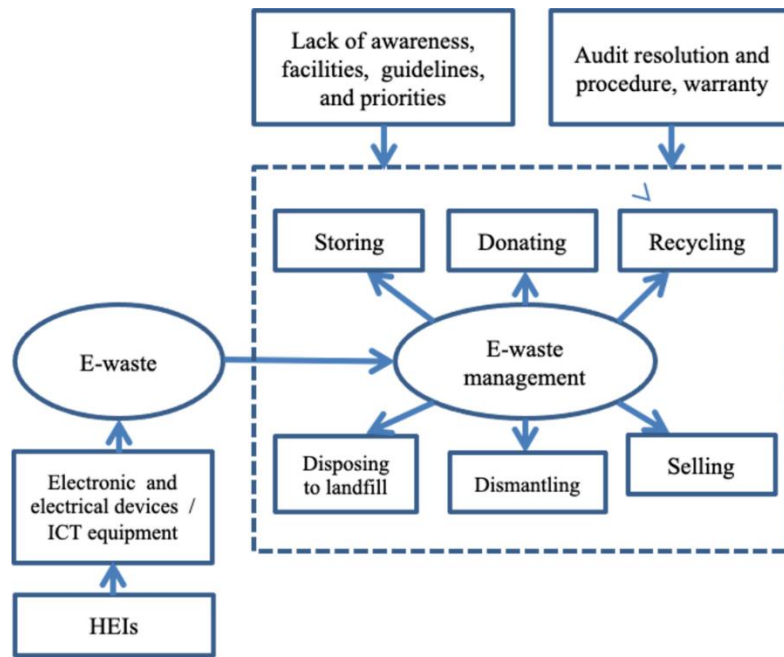 Lack of awareness,
facilities, guidelines,
and priorities
Audit resolution and
procedure, warranty
Storing
Donating
Recycling
E-waste
E-waste
management
Disposing
to landfill
Dismantling
Selling
Electronic and
electrical devices /
ICT equipment
HEIs